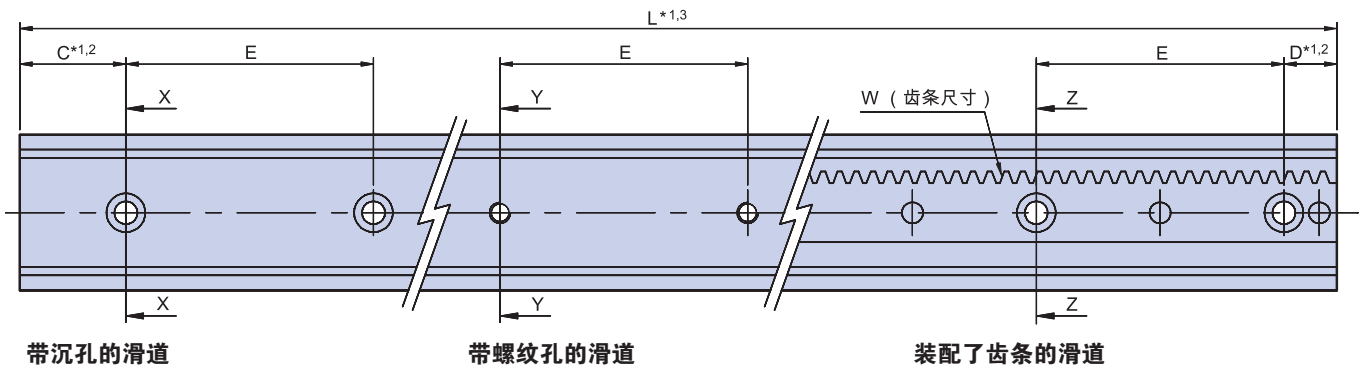 L*1,3
C*1,2 E E E D*1,2
X Y W ( 齿条尺寸 ) Z
X Y Z
带沉孔的滑道 带螺纹孔的滑道 装配了齿条的滑道